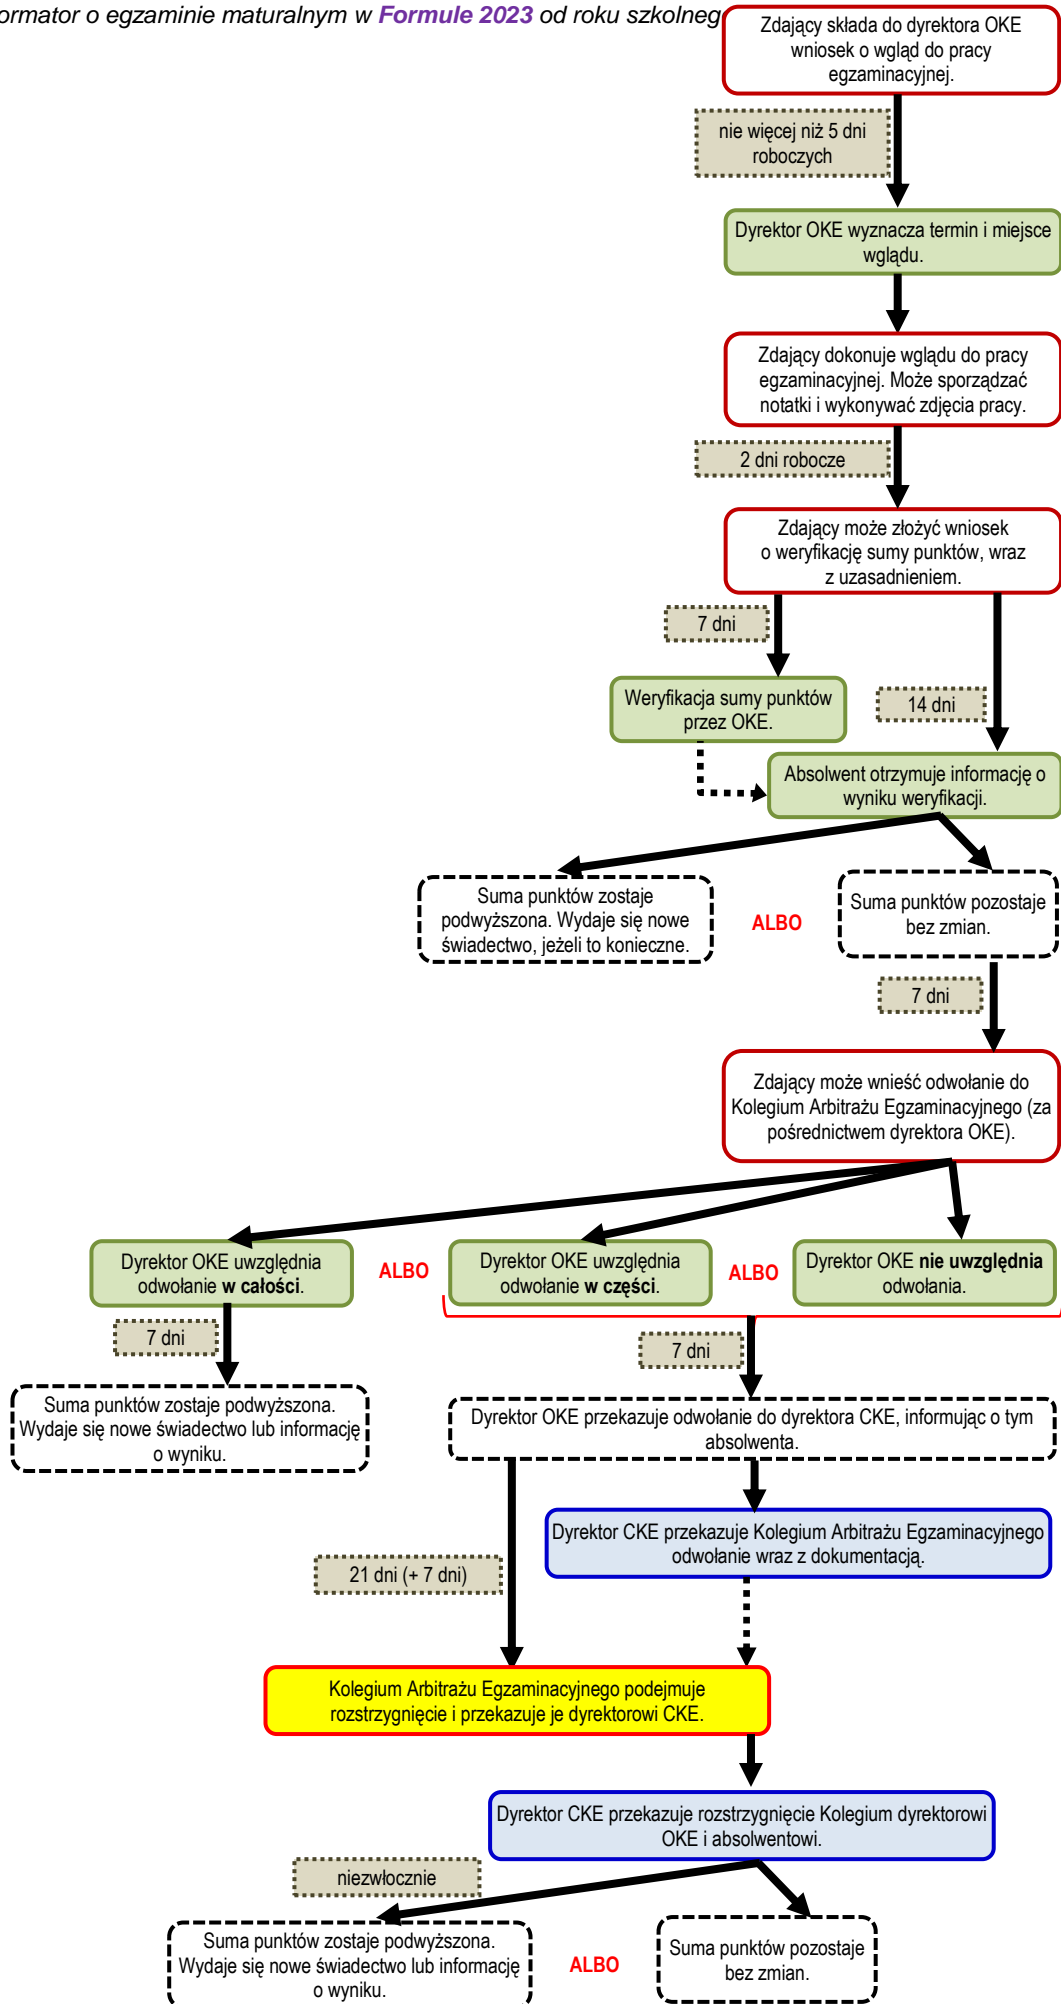 formator o egzaminie maturalnym w Formule 2023 od roku szkolneg
Zdający składa do dyrektora OKE
wniosek o wgląd do pracy
egzaminacyjnej.
nie więcej niż 5 dni
roboczych
Dyrektor OKE wyznacza termin i miejsce
wglądu.
Zdający dokonuje wglądu do pracy
egzaminacyjnej. Może sporządzać
notatki i wykonywać zdjęcia pracy.
2 dni robocze
Zdający może złożyć wniosek
o weryfikację sumy punktów, wraz
z uzasadnieniem.
7 dni
Weryfikacja sumy punktów
przez OKE.
14 dni
Absolwent otrzymuje informację o
wyniku weryfikacji.
Suma punktów zostaje
podwyższona. Wydaje się nowe
świadectwo, jeżeli to konieczne.
ALBO
Suma punktów pozostaje
bez zmian.
7 dni
Zdający może wnieść odwołanie do
Kolegium Arbitrażu Egzaminacyjnego (za
pośrednictwem dyrektora OKE).
Dyrektor OKE uwzględnia
odwołanie w całości.
ALBO
Dyrektor OKE uwzględnia
odwołanie w części.
ALBO
Dyrektor OKE nie uwzględnia
odwołania.
7 dni
7 dni
Suma punktów zostaje podwyższona.
Wydaje się nowe świadectwo lub informację
o wyniku.
Dyrektor OKE przekazuje odwołanie do dyrektora CKE, informując o tym
absolwenta.
Dyrektor CKE przekazuje Kolegium Arbitrażu Egzaminacyjnego
odwołanie wraz z dokumentacją.
21 dni (+ 7 dni)
Kolegium Arbitrażu Egzaminacyjnego podejmuje
rozstrzygnięcie i przekazuje je dyrektorowi CKE.
Dyrektor CKE przekazuje rozstrzygnięcie Kolegium dyrektorowi
OKE i absolwentowi.
niezwłocznie
Suma punktów zostaje podwyższona.
Wydaje się nowe świadectwo lub informację
o wyniku.
ALBO
Suma punktów pozostaje
bez zmian.